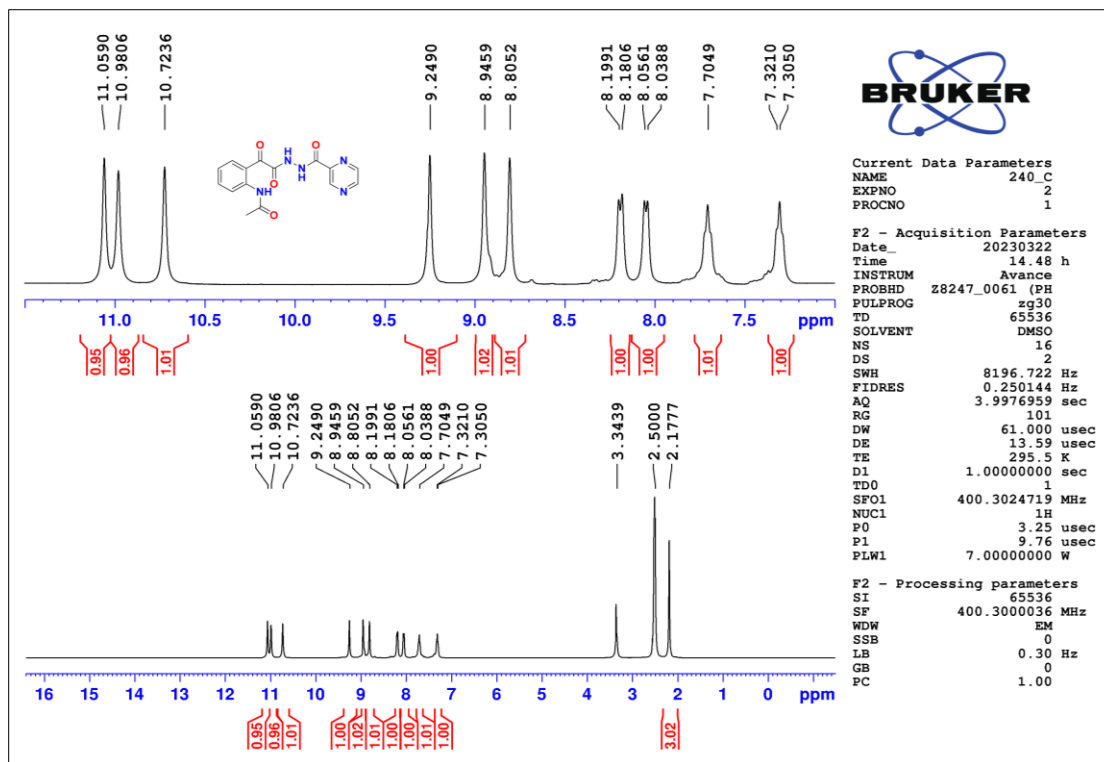 11.0590
10.9806
10.7236
9.2490
8.9459
8.8052
8.1991
8.1806
8.0561
8.0388
7.7049
7.3210
7.3050
O
H
N
N
H
O
O
N
N
NH
O
11.0 10.5 10.0 9.5 9.0 8.5 8.0 7.5 ppm
0.95
0.96
1.01
1.00
1.02
1.01
1.00
1.00
1.01
1.00
11.0590
10.9806
10.7236
9.2490
8.9459
8.8052
8.1991
8.1806
8.0561
8.0388
7.7049
7.3210
7.3050
3.3439
2.5000
2.1777
16 15 14 13 12 11 10 9 8 7 6 5 4 3 2 1 0 ppm
0.95
0.96
1.01
1.00
1.02
1.01
1.00
1.00
1.01
1.00
3.02
BRUKER
Current Data Parameters
NAME 240_C
EXPNO 2
PROCNO 1
F2 - Acquisition Parameters
Date_ 20230322
Time 14.48 h
INSTRUM Avance
PROBHD Z8247_0061 (PH
PULPROG zg30
TD 65536
SOLVENT DMSO
NS 16
DS 2
SWH 8196.722 Hz
FIDRES 0.250144 Hz
AQ 3.9976959 sec
RG 101
DW 61.000 usec
DE 13.59 usec
TE 295.5 K
D1 1.00000000 sec
TD0 1
SFO1 400.3024719 MHz
NUC1 1H
P0 3.25 usec
P1 9.76 usec
PLW1 7.00000000 W
F2 - Processing parameters
SI 65536
SF 400.3000036 MHz
WDW EM
SSB 0
LB 0.30 Hz
GB 0
PC 1.00